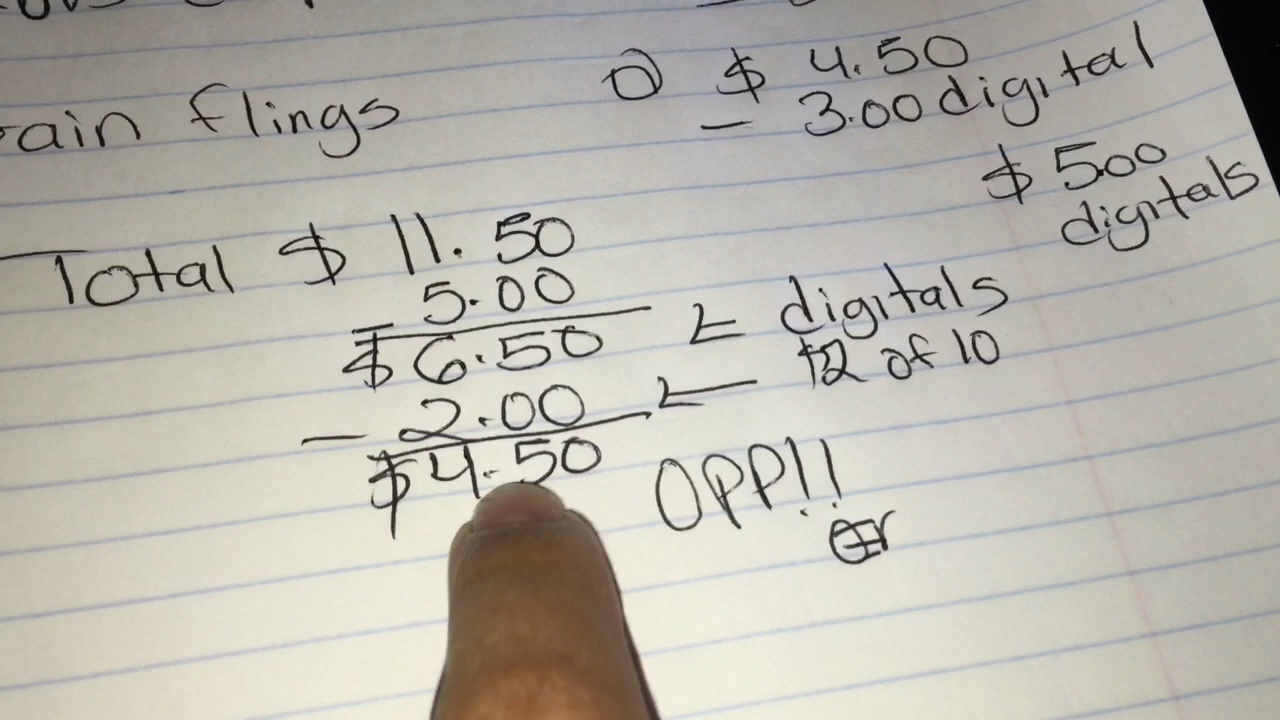 flings @ $ 4.50
- 3.00 digital
$ 5.00
digitals
Total $ 11.50
- 5.00
$ 6.50 ← digitals
- 2.00 ← $2 of 10
$ 4.50 OPP!!
or